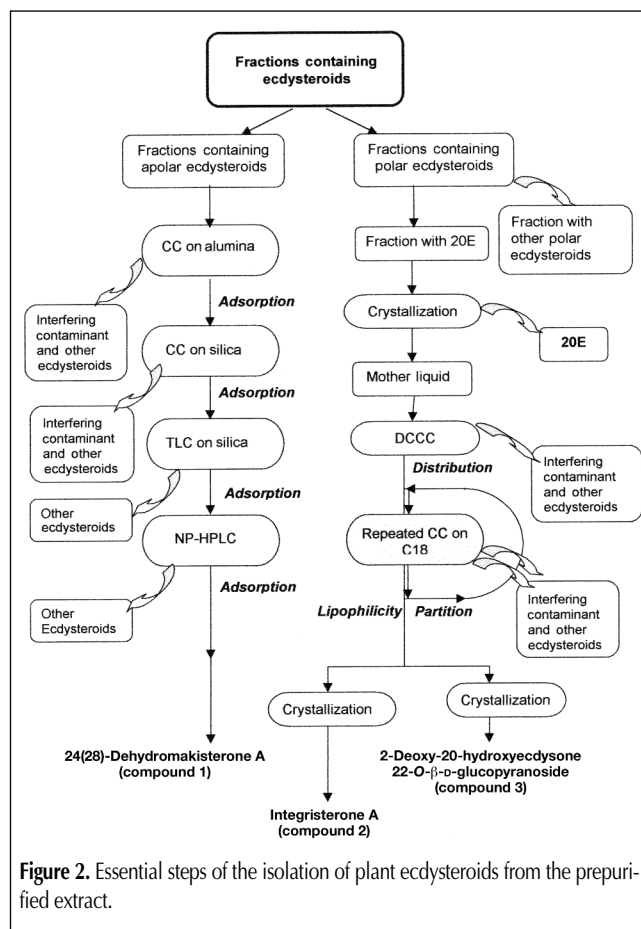 Fractions containing
ecdysteroids
Fractions containing
apolar ecdysteroids
Fractions containing
polar ecdysteroids
Fraction with
other polar
ecdysteroids
CC on alumina
Fraction with 20E
Adsorption
Crystallization
Interfering
contaminant
and other
ecdysteroids
20E
CC on silica
Mother liquid
Adsorption
Interfering
contaminant
and other
ecdysteroids
TLC on silica
DCCC
Distribution
Interfering
contaminant
and other
ecdysteroids
Adsorption
Other
ecdysteroids
NP-HPLC
Repeated CC on
C18
Adsorption
Other
Ecdysteroids
Lipophilicity
Partition
Interfering
contaminant
and other
ecdysteroids
Crystallization
Crystallization
24(28)-Dehydromakisterone A
(compound 1)
2-Deoxy-20-hydroxyecdysone
22-O-β-D-glucopyranoside
(compound 3)
Integristerone A
(compound 2)
Figure 2. Essential steps of the isolation of plant ecdysteroids from the prepuri-
fied extract.